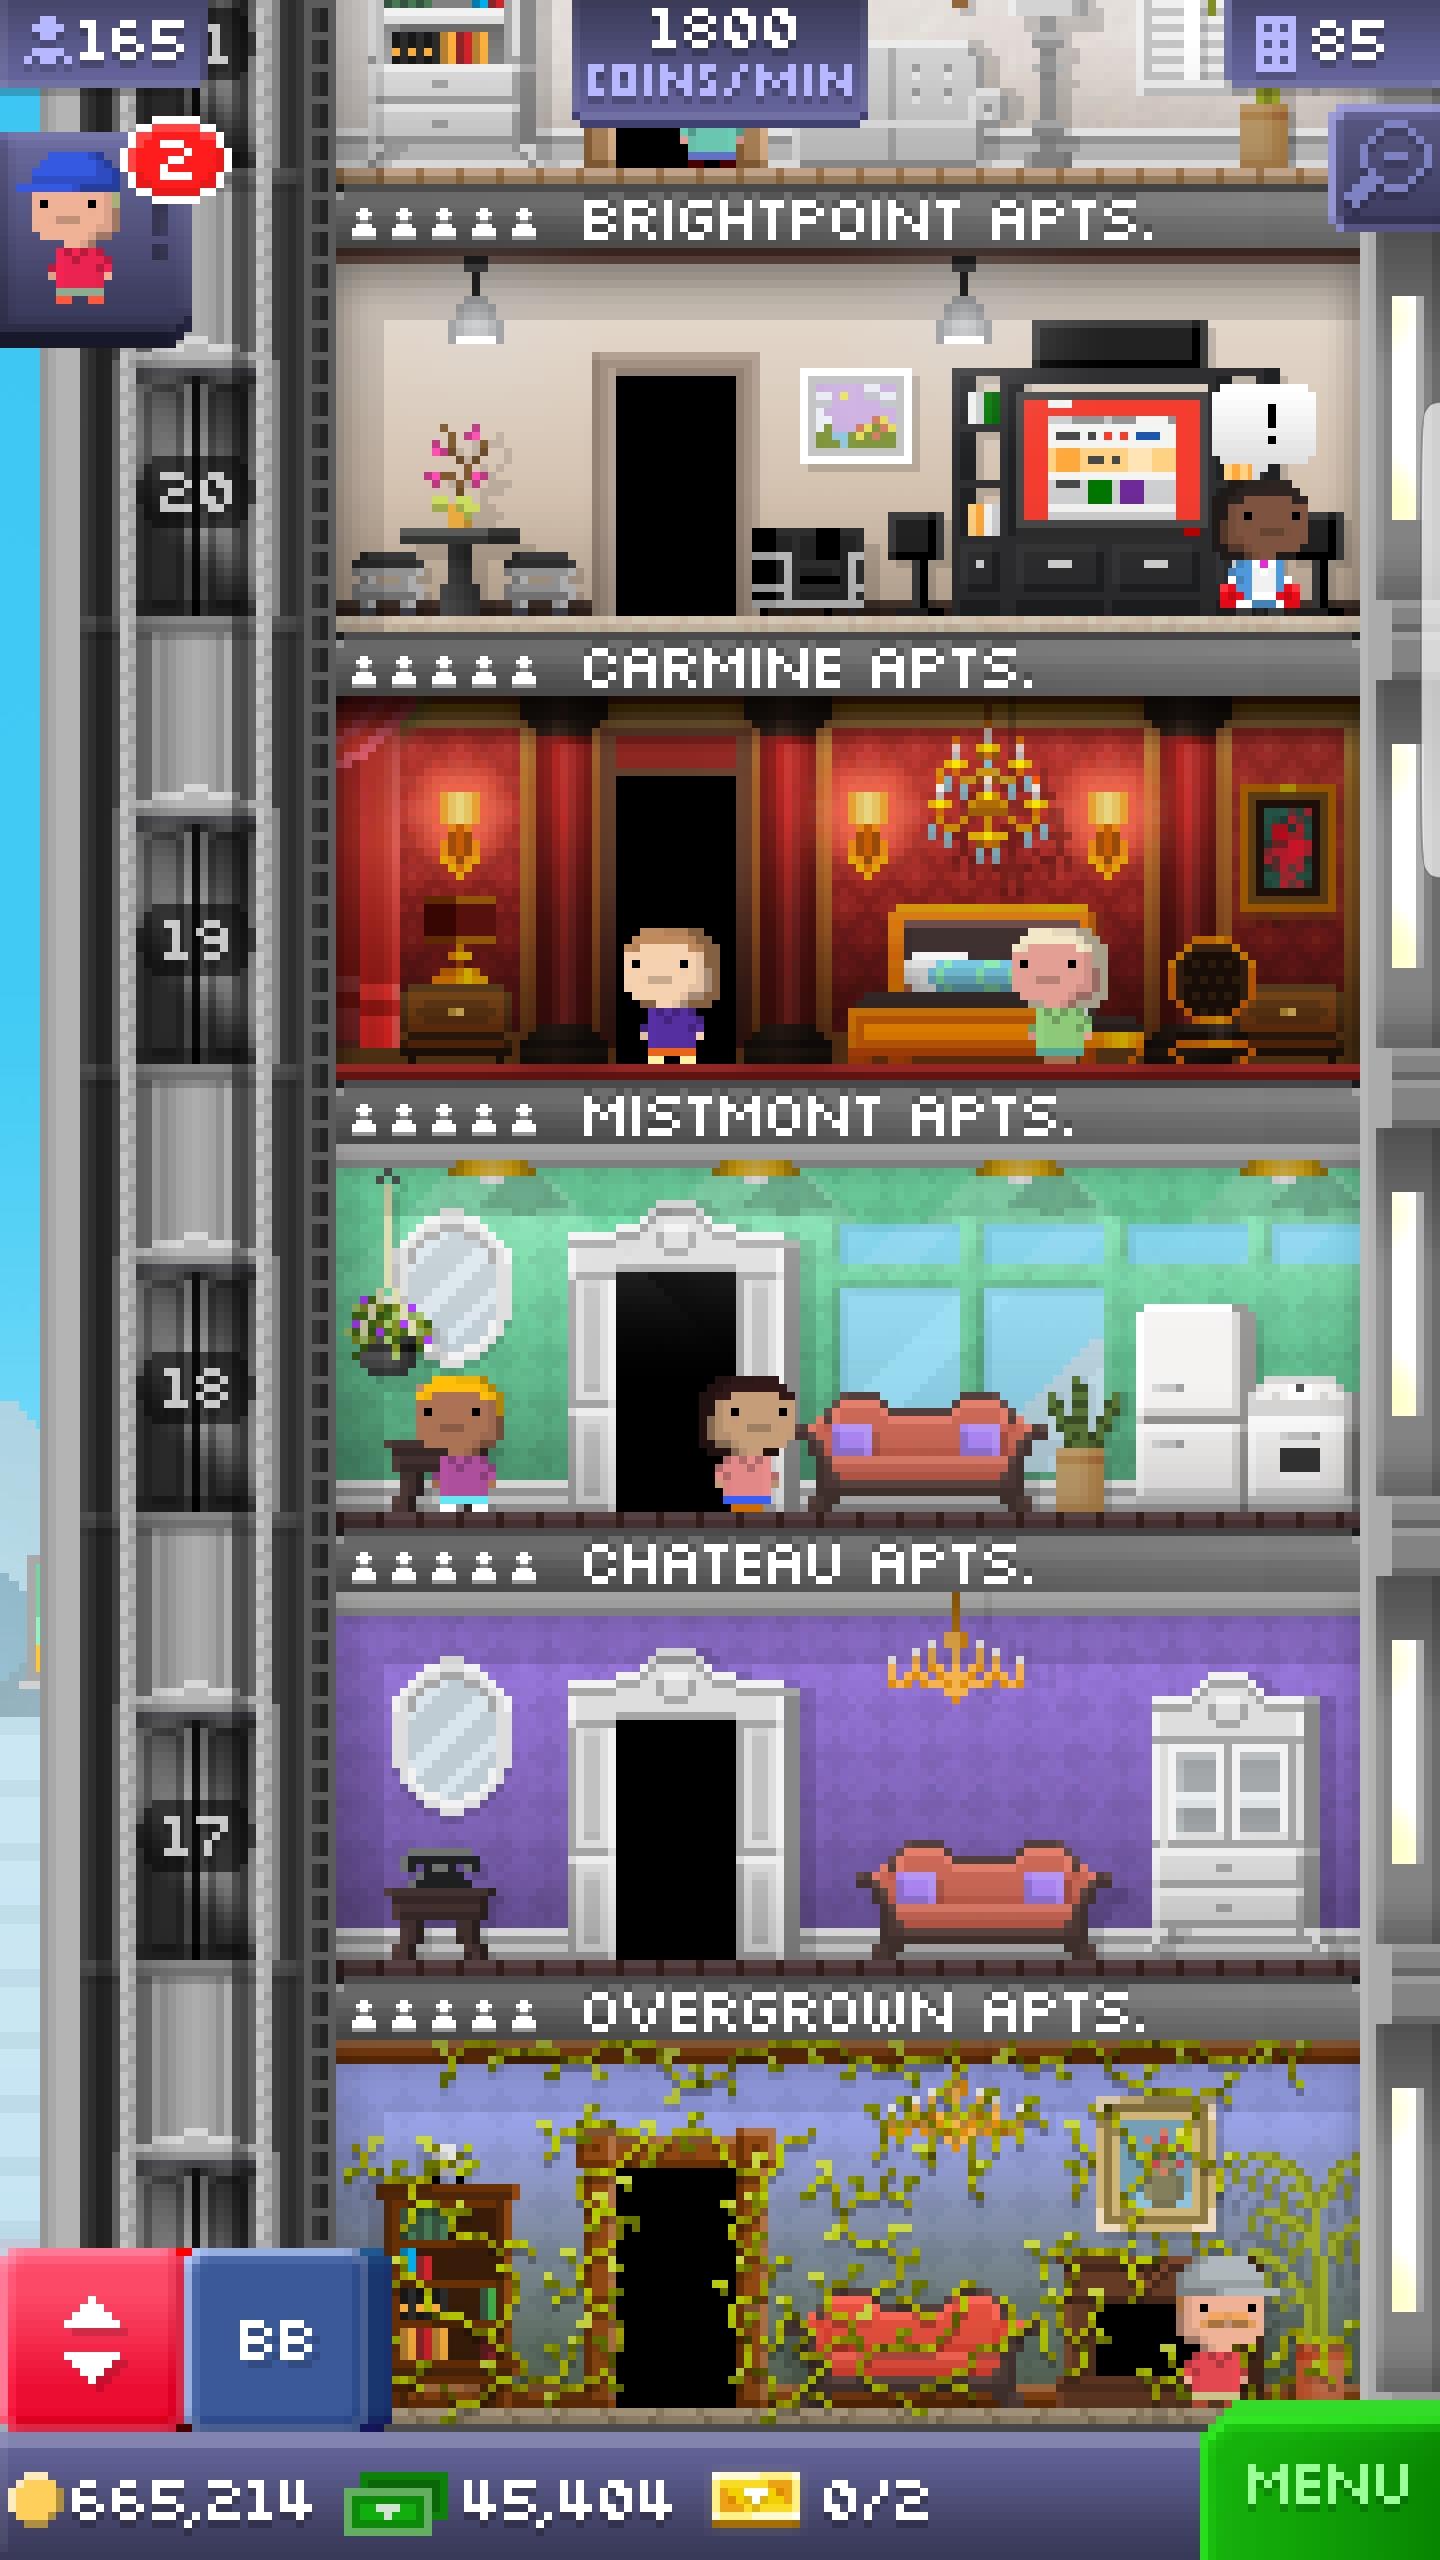 165
1
1800
COINS/MIN
85
2
BRIGHTPOINT APTS.
!
20
CARMINE APTS.
19
MISTMONT APTS.
18
CHATEAU APTS.
17
OVERGROWN APTS.
BB
665,214
45,404
0/2
MENU